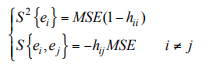 S²{eᵢ} = MSE(1-hᵢᵢ)
S{eᵢ,eⱼ} = -hᵢⱼMSE i ≠ j